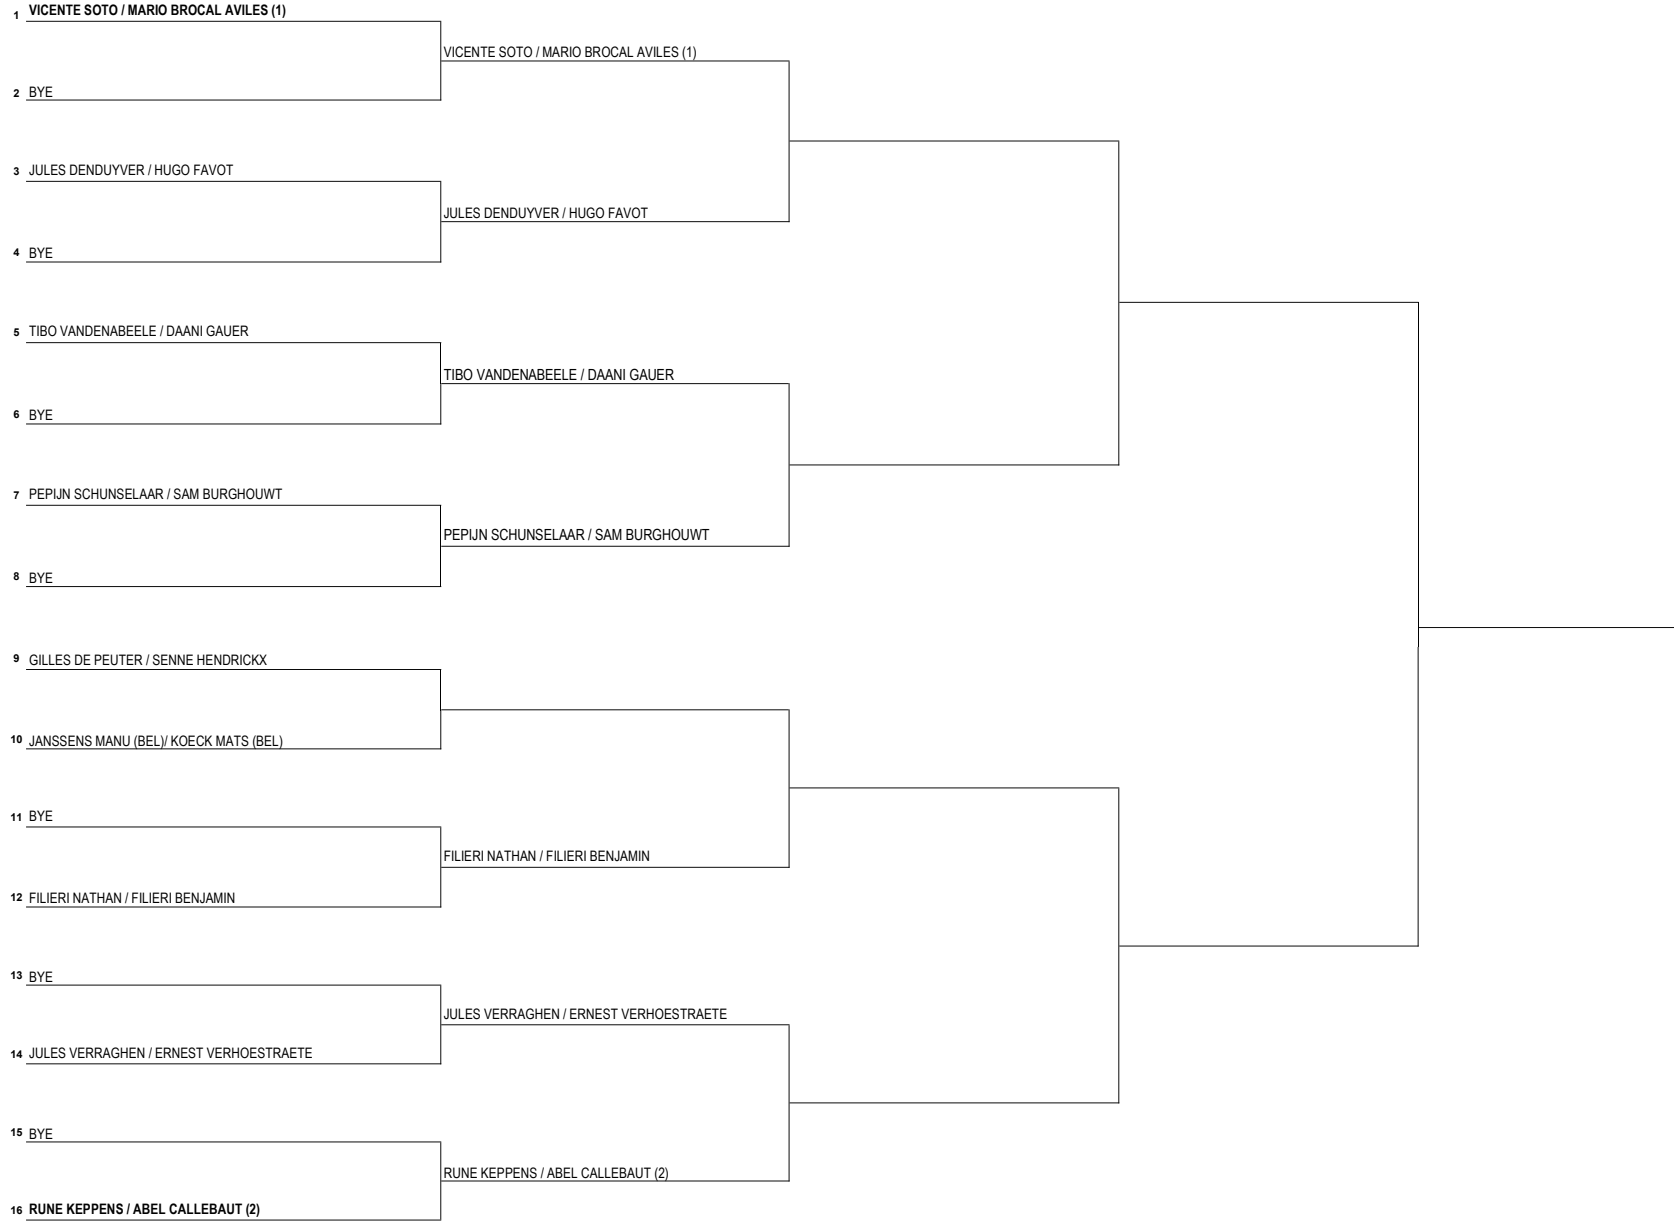 1 VICENTE SOTO / MARIO BROCAL AVILES (1)
VICENTE SOTO / MARIO BROCAL AVILES (1)
2 BYE
3 JULES DENDUYVER / HUGO FAVOT
JULES DENDUYVER / HUGO FAVOT
4 BYE
5 TIBO VANDENABEELE / DAANI GAUER
TIBO VANDENABEELE / DAANI GAUER
6 BYE
7 PEPIJN SCHUNSELAAR / SAM BURGHOUWT
PEPIJN SCHUNSELAAR / SAM BURGHOUWT
8 BYE
9 GILLES DE PEUTER / SENNE HENDRICKX
10 JANSSENS MANU (BEL)/ KOECK MATS (BEL)
11 BYE
FILIERI NATHAN / FILIERI BENJAMIN
12 FILIERI NATHAN / FILIERI BENJAMIN
13 BYE
JULES VERRAGHEN / ERNEST VERHOESTRAETE
14 JULES VERRAGHEN / ERNEST VERHOESTRAETE
15 BYE
RUNE KEPPENS / ABEL CALLEBAUT (2)
16 RUNE KEPPENS / ABEL CALLEBAUT (2)